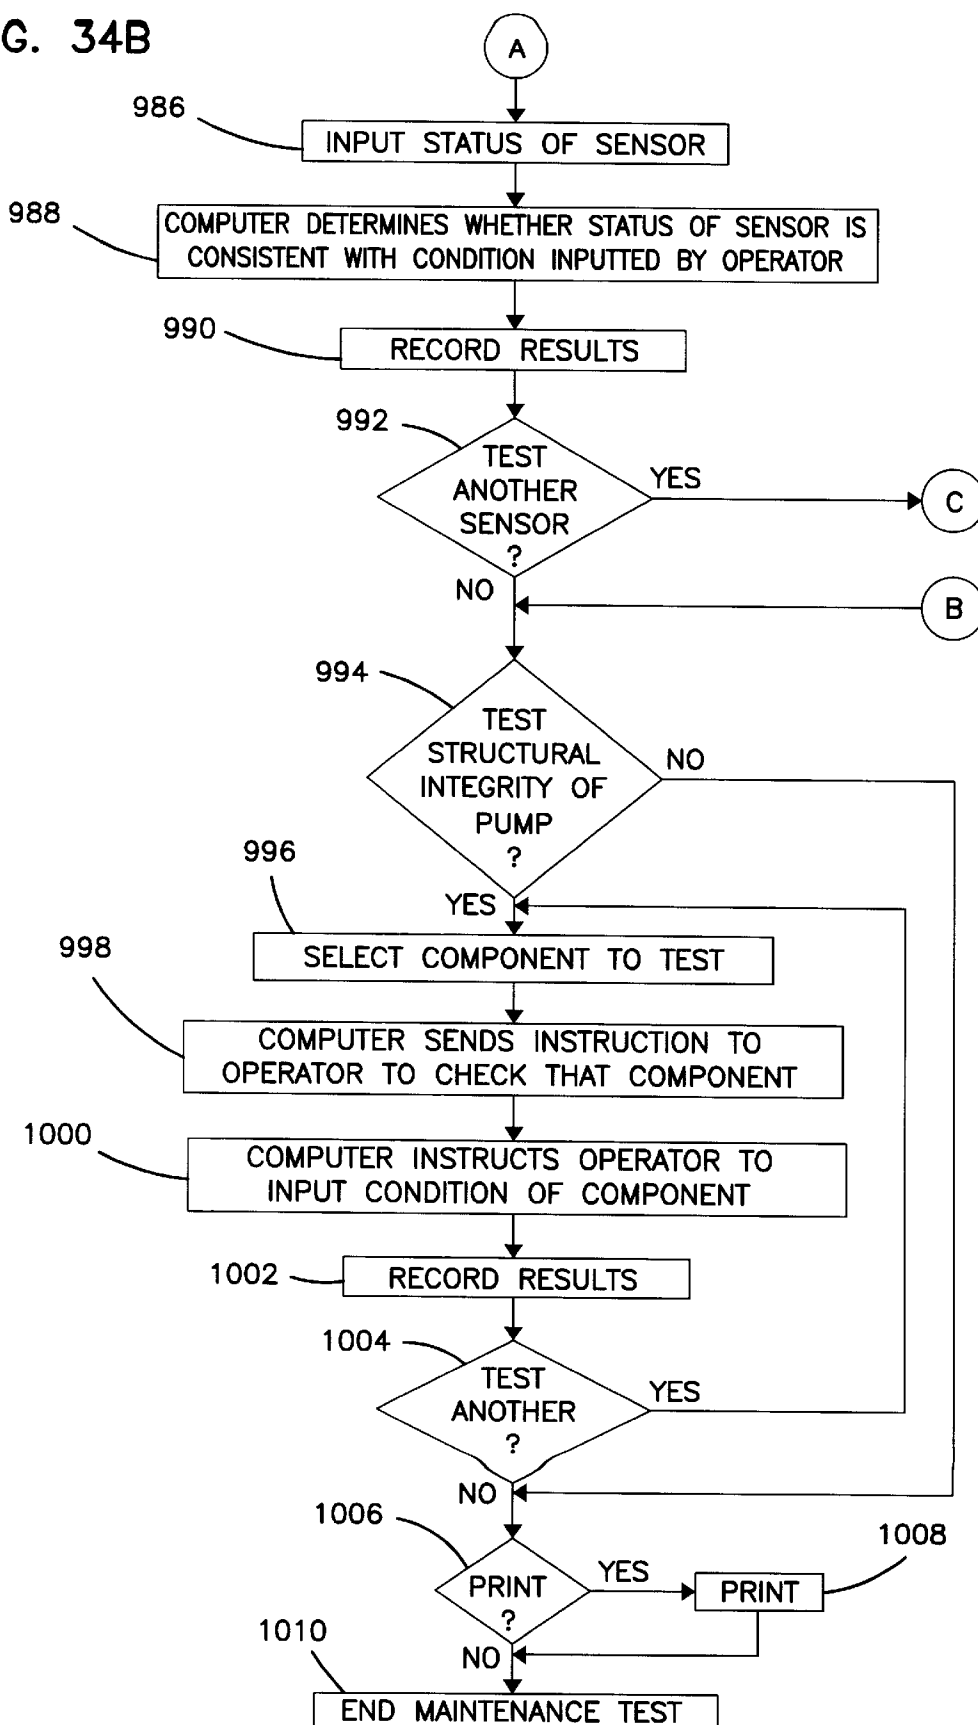 G. 34B
A
986
INPUT STATUS OF SENSOR
988
COMPUTER DETERMINES WHETHER STATUS OF SENSOR IS
CONSISTENT WITH CONDITION INPUTTED BY OPERATOR
990
RECORD RESULTS
992
TEST
ANOTHER
SENSOR
?
YES
C
NO
B
994
TEST
STRUCTURAL
INTEGRITY OF
PUMP
?
NO
996
YES
SELECT COMPONENT TO TEST
998
COMPUTER SENDS INSTRUCTION TO
OPERATOR TO CHECK THAT COMPONENT
1000
COMPUTER INSTRUCTS OPERATOR TO
INPUT CONDITION OF COMPONENT
1002
RECORD RESULTS
1004
TEST
ANOTHER
?
YES
NO
1006
PRINT
?
YES
PRINT
1008
NO
1010
END MAINTENANCE TEST